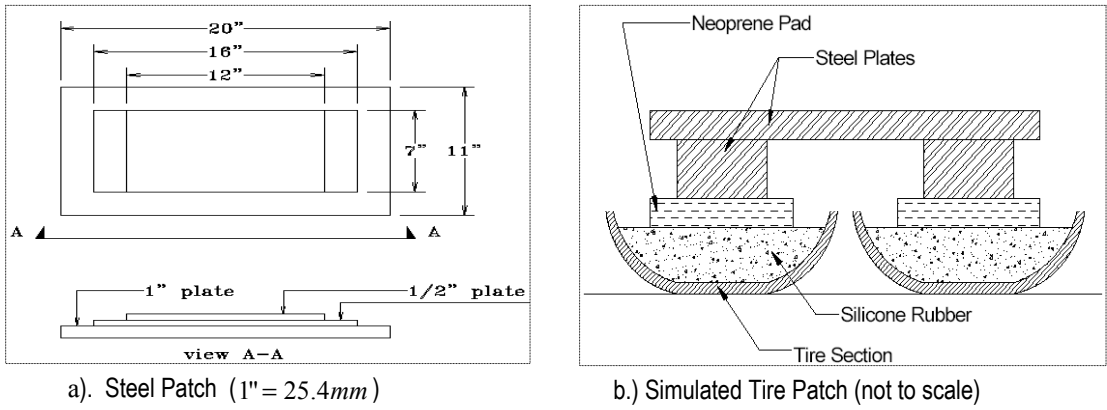 20"
16"
12"
7"
11"
A
A
1" plate
1/2" plate
view A-A
a). Steel Patch (1" = 25.4mm)
Neoprene Pad
Steel Plates
Silicone Rubber
Tire Section
b.) Simulated Tire Patch (not to scale)